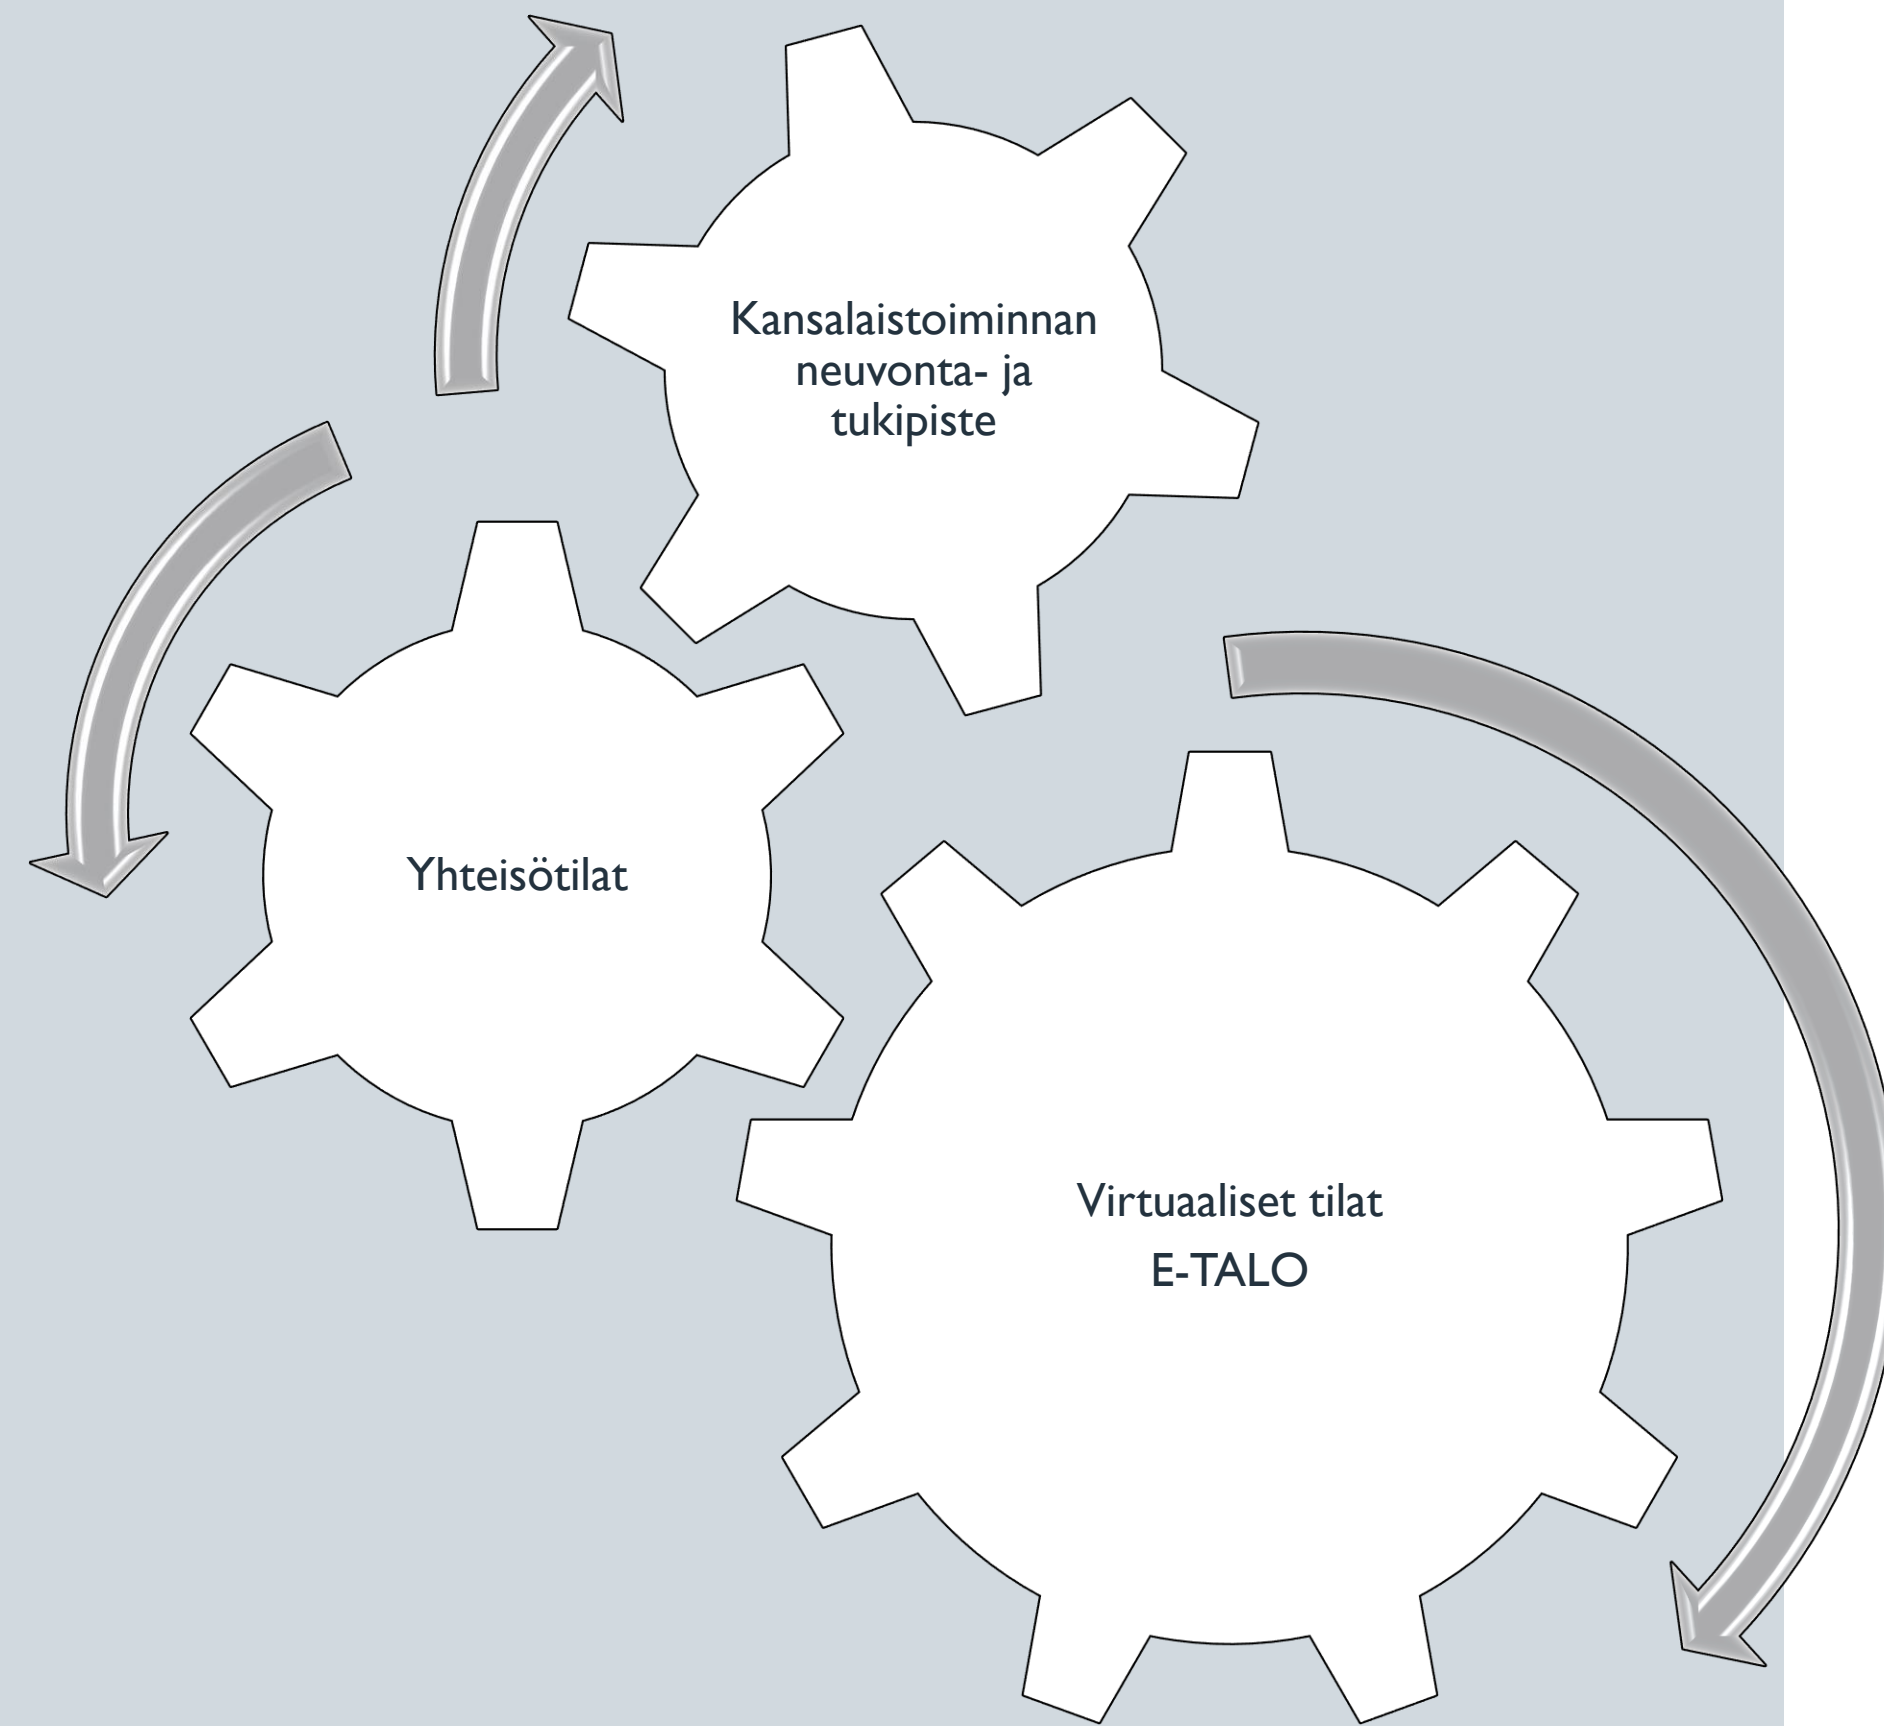 Kansalaistoiminnan
neuvonta- ja
tukipiste
Yhteisötilat
Virtuaaliset tilat
E-TALO